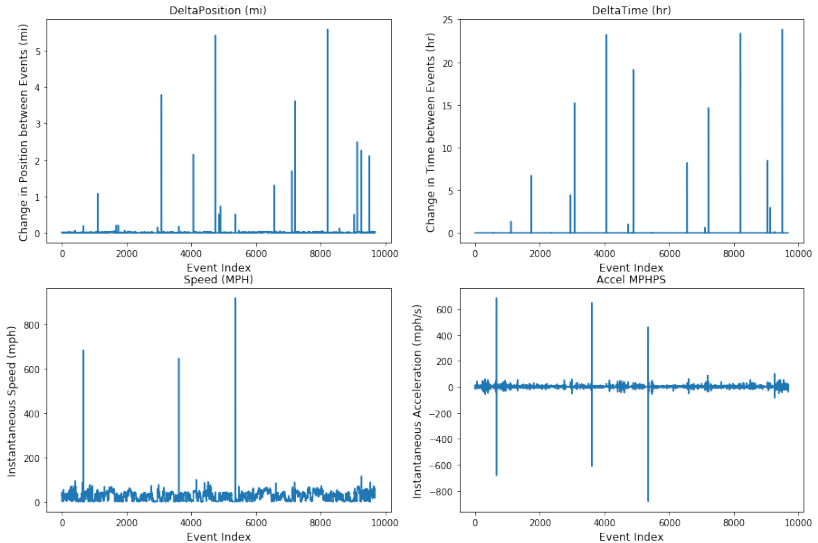 DeltaPosition (mi)
Change in Position between Events (mi)
5
4
3
2
1
0
0 2000 4000 6000 8000 10000
Event Index
DeltaTime (hr)
Change in Time between Events (hr)
25
20
15
10
5
0
0 2000 4000 6000 8000 10000
Event Index
Speed (MPH)
Instantaneous Speed (mph)
800
600
400
200
0
0 2000 4000 6000 8000 10000
Event Index
Accel MPHPS
Instantaneous Acceleration (mph/s)
600
400
200
0
−200
−400
−600
−800
0 2000 4000 6000 8000 10000
Event Index